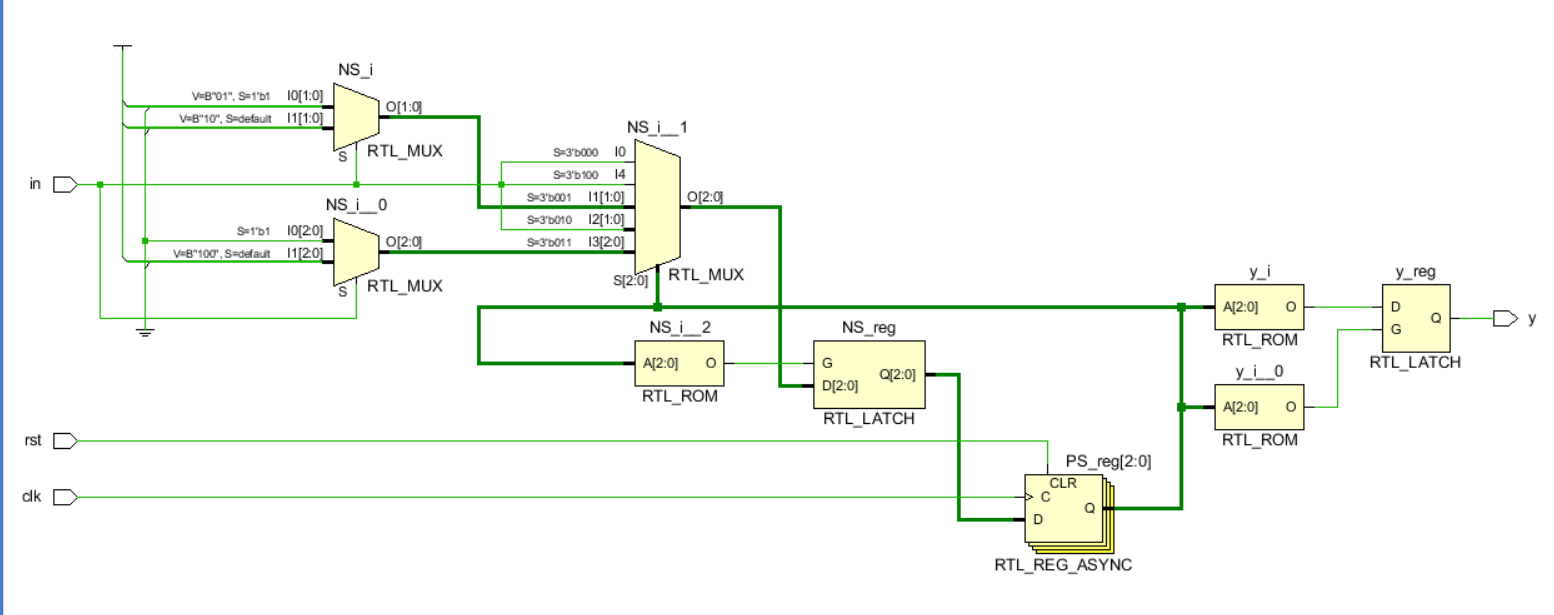 NS_i
V=B"01", S=1'b1 I0[1:0]
V=B"10", S=default I1[1:0]
O[1:0]
S
RTL_MUX
in
NS_i__0
S=1'b1 I0[2:0]
V=B"100", S=default I1[2:0]
O[2:0]
S
RTL_MUX
NS_i__1
S=3'b000 I0
S=3'b100 I4
S=3'b001 I1[1:0]
S=3'b010 I2[1:0]
S=3'b011 I3[2:0]
O[2:0]
S[2:0]
RTL_MUX
NS_i__2
A[2:0] O
RTL_ROM
NS_reg
G
D[2:0]
Q[2:0]
RTL_LATCH
y_i
A[2:0] O
RTL_ROM
y_i__0
A[2:0] O
RTL_ROM
y_reg
D
G
Q
RTL_LATCH
y
rst
clk
PS_reg[2:0]
CLR
C
D
Q
RTL_REG_ASYNC